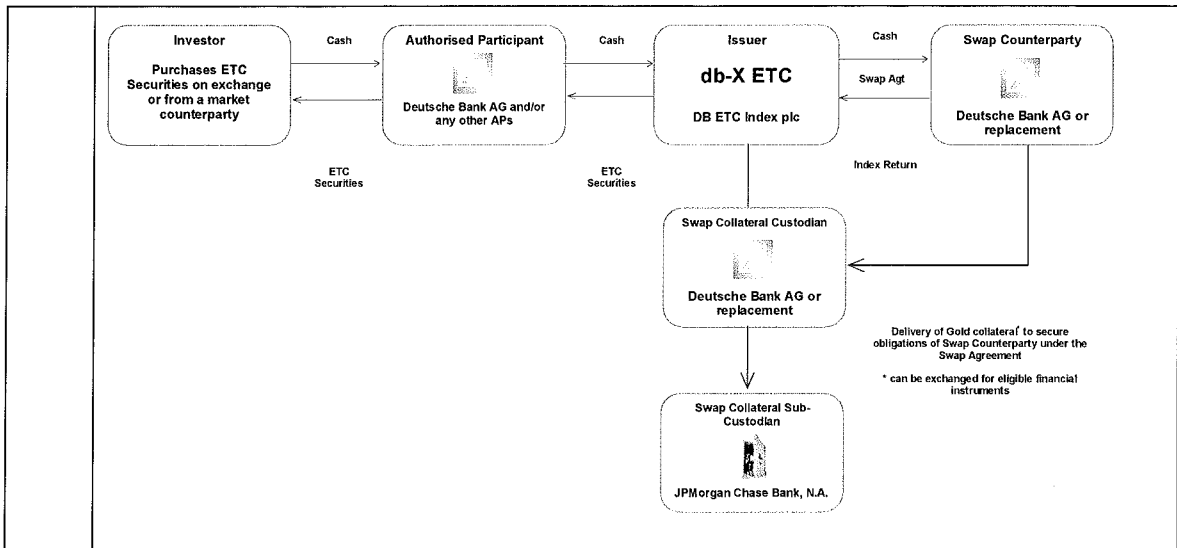 Investor
Purchases ETC
Securities on exchange
or from a market
counterparty
Cash
ETC
Securities
Authorised Participant
Deutsche Bank AG and/or
any other APs
Cash
ETC
Securities
Issuer
db-X ETC
DB ETC Index plc
Cash
Swap Agt
Index Return
Swap Counterparty
Deutsche Bank AG or
replacement
Swap Collateral Custodian
Deutsche Bank AG or
replacement
Delivery of Gold collateral* to secure
obligations of Swap Counterparty under the
Swap Agreement
* can be exchanged for eligible financial
instruments
Swap Collateral Sub-
Custodian
JPMorgan Chase Bank, N.A.